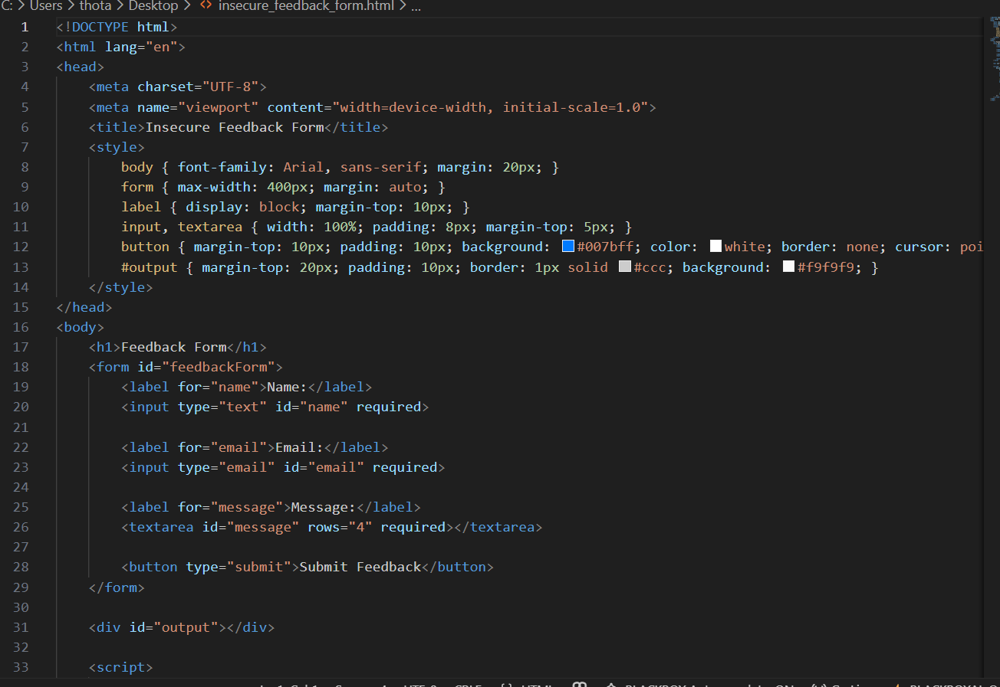 C: > Users > thota > Desktop > <> insecure_feedback_form.html > ...
1 <!DOCTYPE html>
2 <html lang="en">
3 <head>
4 <meta charset="UTF-8">
5 <meta name="viewport" content="width=device-width, initial-scale=1.0">
6 <title>Insecure Feedback Form</title>
7 <style>
8 body { font-family: Arial, sans-serif; margin: 20px; }
9 form { max-width: 400px; margin: auto; }
10 label { display: block; margin-top: 10px; }
11 input, textarea { width: 100%; padding: 8px; margin-top: 5px; }
12 button { margin-top: 10px; padding: 10px; background: #007bff; color: white; border: none; cursor: poi
13 #output { margin-top: 20px; padding: 10px; border: 1px solid #ccc; background: #f9f9f9; }
14 </style>
15 </head>
16 <body>
17 <h1>Feedback Form</h1>
18 <form id="feedbackForm">
19 <label for="name">Name:</label>
20 <input type="text" id="name" required>
21
22 <label for="email">Email:</label>
23 <input type="email" id="email" required>
24
25 <label for="message">Message:</label>
26 <textarea id="message" rows="4" required></textarea>
27
28 <button type="submit">Submit Feedback</button>
29 </form>
30
31 <div id="output"></div>
32
33 <script>